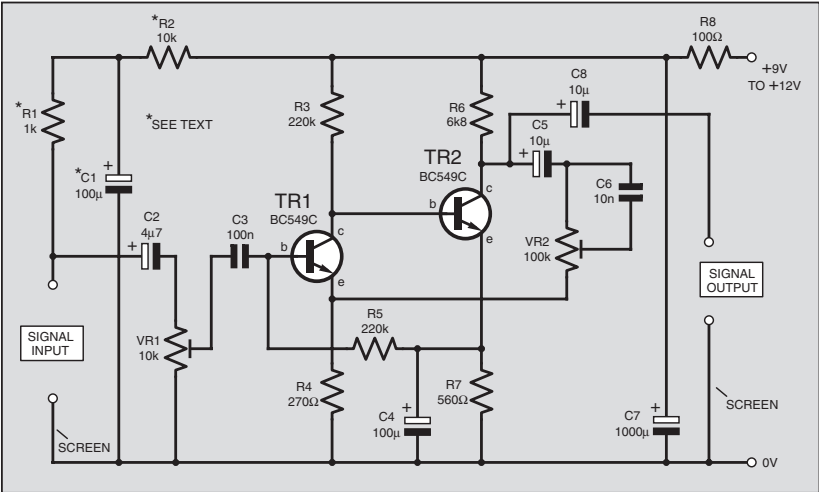 *R2
10k
R8
100Ω
+9V
TO +12V
C8
10μ
*R1
1k
*SEE TEXT
R3
220k
R6
6k8
C5
10μ
TR2
BC549C
*C1
100μ
+
+
+
C6
10n
TR1
BC549C
b
c
e
C2
4μ7
+
C3
100n
b
c
e
VR2
100k
SIGNAL
INPUT
VR1
10k
R5
220k
SIGNAL
OUTPUT
R4
270Ω
C4
100μ
+
R7
560Ω
C7
1000μ
+
SCREEN
SCREEN
0V